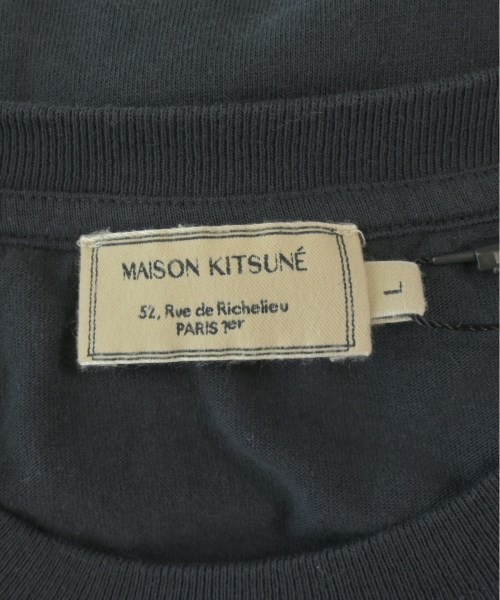 MAISON KITSUNÉ
52, Rue de Richelieu
PARIS 1er
L